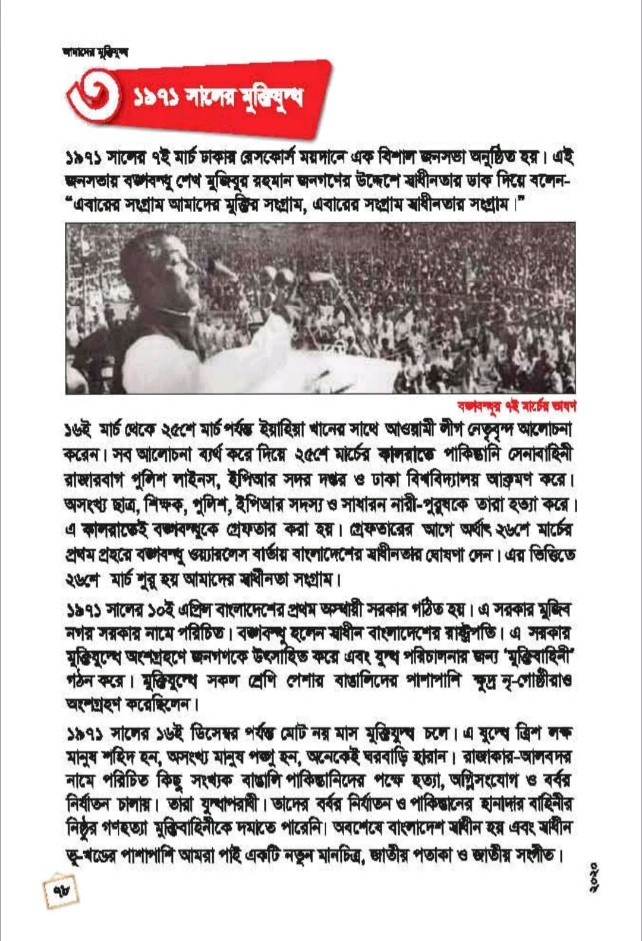 আমাদের মুক্তিযুদ্ধ
৩ ১৯৭১ সালের মুক্তিযুদ্ধ
১৯৭১ সালের ৭ই মার্চ ঢাকার রেসকোর্স ময়দানে এক বিশাল জনসভা অনুষ্ঠিত হয়। এই
জনসভায় বঙ্গবন্ধু শেখ মুজিবুর রহমান জনগণের উদ্দেশে স্বাধীনতার ডাক দিয়ে বলেন-
“এবারের সংগ্রাম আমাদের মুক্তির সংগ্রাম, এবারের সংগ্রাম স্বাধীনতার সংগ্রাম।”
বঙ্গবন্ধুর ৭ই মার্চের ভাষণ
১৬ই মার্চ থেকে ২৫শে মার্চ পর্যন্ত ইয়াহিয়া খানের সাথে আওয়ামী লীগ নেতৃবৃন্দ আলোচনা
করেন। সব আলোচনা ব্যর্থ করে দিয়ে ২৫শে মার্চের কালরাতে পাকিস্তানি সেনাবাহিনী
রাজারবাগ পুলিশ লাইনস, ইপিআর সদর দপ্তর ও ঢাকা বিশ্ববিদ্যালয় আক্রমণ করে।
অসংখ্য ছাত্র, শিক্ষক, পুলিশ, ইপিআর সদস্য ও সাধারন নারী-পুরুষকে তারা হত্যা করে।
এ কালরাতেই বঙ্গবন্ধুকে গ্রেফতার করা হয়। গ্রেফতারের আগে অর্থাৎ ২৬শে মার্চের
প্রথম প্রহরে বঙ্গবন্ধু ওয়্যারলেস বার্তায় বাংলাদেশের স্বাধীনতার ঘোষণা দেন। এর ভিত্তিতে
২৬শে মার্চ শুরু হয় আমাদের স্বাধীনতা সংগ্রাম।
১৯৭১ সালের ১০ই এপ্রিল বাংলাদেশের প্রথম অস্থায়ী সরকার গঠিত হয়। এ সরকার মুজিব
নগর সরকার নামে পরিচিত। বঙ্গবন্ধু হলেন স্বাধীন বাংলাদেশের রাষ্ট্রপতি। এ সরকার
মুক্তিযুদ্ধে অংশগ্রহণে জনগণকে উৎসাহিত করে এবং যুদ্ধ পরিচালনার জন্য ‘মুক্তিবাহিনী’
গঠন করে। মুক্তিযুদ্ধে সকল শ্রেণি পেশার বাঙালিদের পাশাপাশি ক্ষুদ্র নৃ-গোষ্ঠীরাও
অংশগ্রহণ করেছিলেন।
১৯৭১ সালের ১৬ই ডিসেম্বর পর্যন্ত মোট নয় মাস মুক্তিযুদ্ধ চলে। এ যুদ্ধে ত্রিশ লক্ষ
মানুষ শহিদ হন, অসংখ্য মানুষ পঙ্গু হন, অনেকেই ঘরবাড়ি হারান। রাজাকার-আলবদর
নামে পরিচিত কিছু সংখ্যক বাঙালি পাকিস্তানিদের পক্ষে হত্যা, অগ্নিসংযোগ ও বর্বর
নির্যাতন চালায়। তারা যুদ্ধাপরাধী। তাদের বর্বর নির্যাতন ও পাকিস্তানের হানাদার বাহিনীর
নিষ্ঠুর গণহত্যা মুক্তিবাহিনীকে দমাতে পারেনি। অবশেষে বাংলাদেশ স্বাধীন হয় এবং স্বাধীন
ভূ-খন্ডের পাশাপাশি আমরা পাই একটি নতুন মানচিত্র, জাতীয় পতাকা ও জাতীয় সংগীত।
৭৮
২০২০